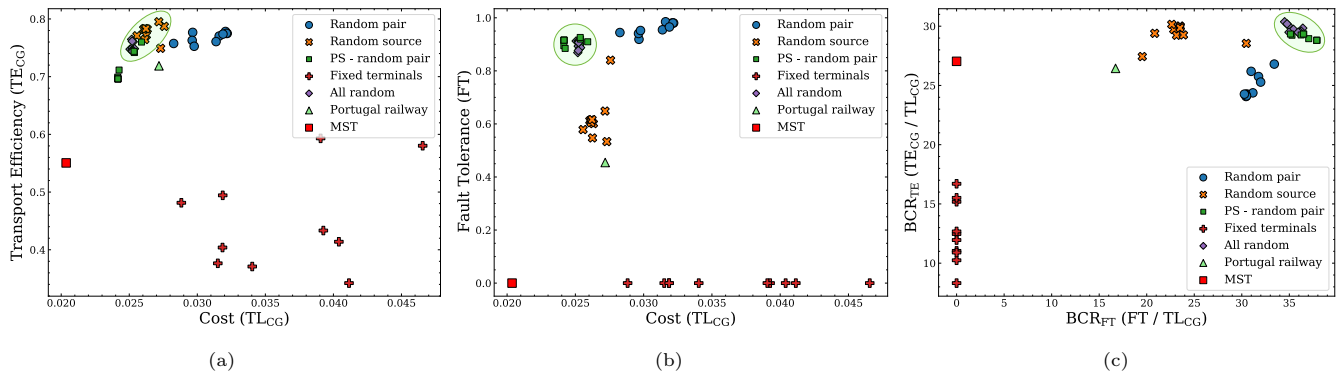 Transport Efficiency (TE_CG)
0.8
0.7
0.6
0.5
0.4
0.020 0.025 0.030 0.035 0.040 0.045
Cost (TL_CG)
Random pair
Random source
PS - random pair
Fixed terminals
All random
Portugal railway
MST
(a)
Fault Tolerance (FT)
1.0
0.8
0.6
0.4
0.2
0.0
0.020 0.025 0.030 0.035 0.040 0.045
Cost (TL_CG)
Random pair
Random source
PS - random pair
Fixed terminals
All random
Portugal railway
MST
(b)
BCR_TE (TE_CG / TL_CG)
30
25
20
15
10
0 5 10 15 20 25 30 35
BCR_FT (FT / TL_CG)
Random pair
Random source
PS - random pair
Fixed terminals
All random
Portugal railway
MST
(c)